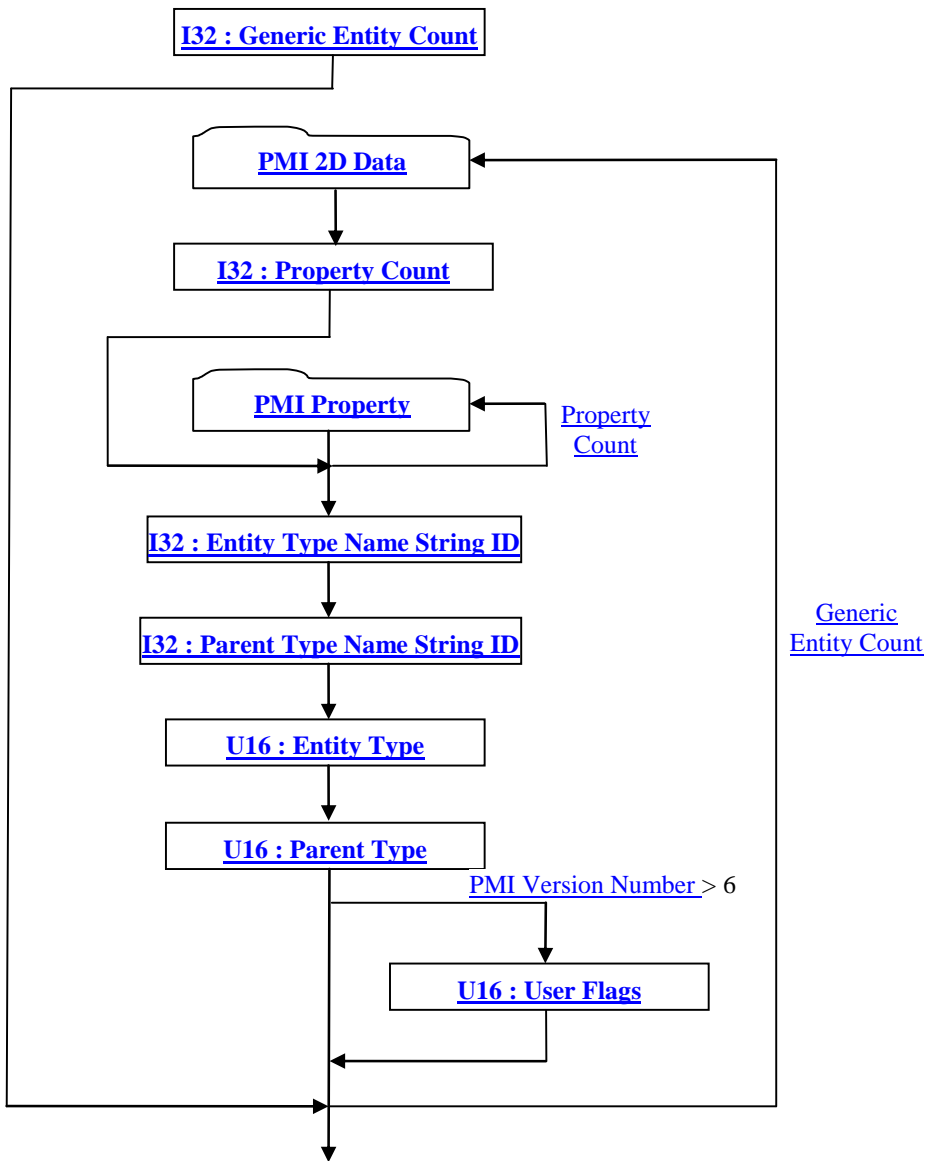 I32 : Generic Entity Count
PMI 2D Data
I32 : Property Count
PMI Property
Property
Count
I32 : Entity Type Name String ID
I32 : Parent Type Name String ID
Generic
Entity Count
U16 : Entity Type
U16 : Parent Type
PMI Version Number > 6
U16 : User Flags